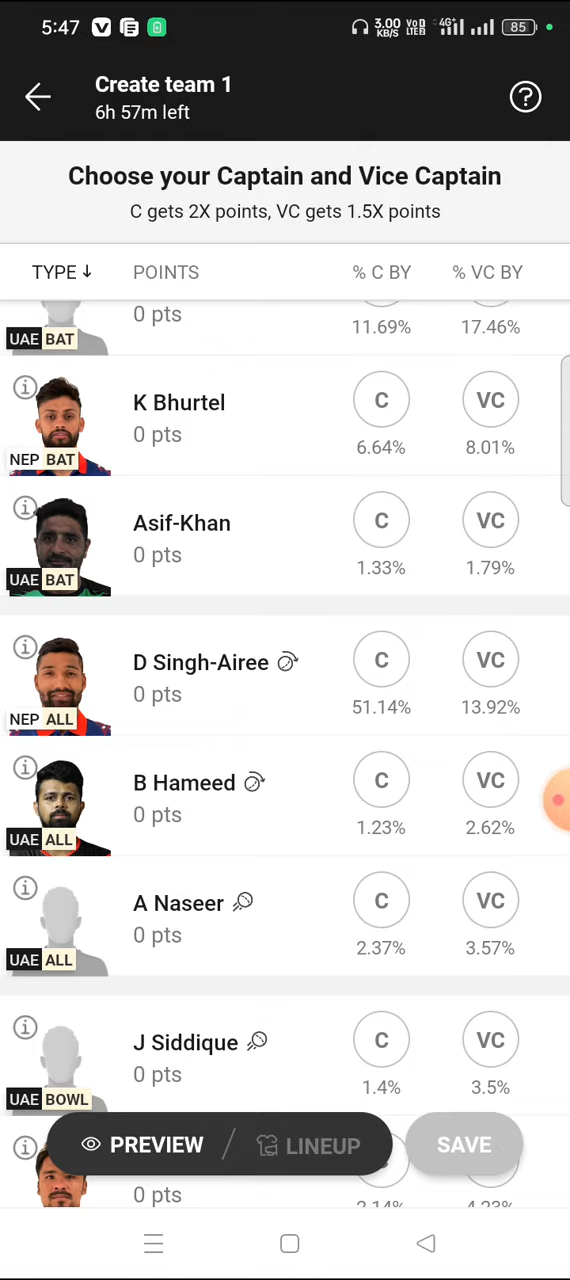 5:47 V 3.00 KB/S Vo LTE 2 4G+ 85
Create team 1
6h 57m left
?
Choose your Captain and Vice Captain
C gets 2X points, VC gets 1.5X points
TYPE ↓ POINTS % C BY % VC BY
0 pts 11.69% 17.46%
UAE BAT
K Bhurtel C VC
0 pts 6.64% 8.01%
NEP BAT
Asif-Khan C VC
0 pts 1.33% 1.79%
UAE BAT
D Singh-Airee C VC
0 pts 51.14% 13.92%
NEP ALL
B Hameed C VC
0 pts 1.23% 2.62%
UAE ALL
A Naseer C VC
0 pts 2.37% 3.57%
UAE ALL
J Siddique C VC
0 pts 1.4% 3.5%
UAE BOWL
PREVIEW / LINEUP SAVE
0 pts 2.14% 4.23%